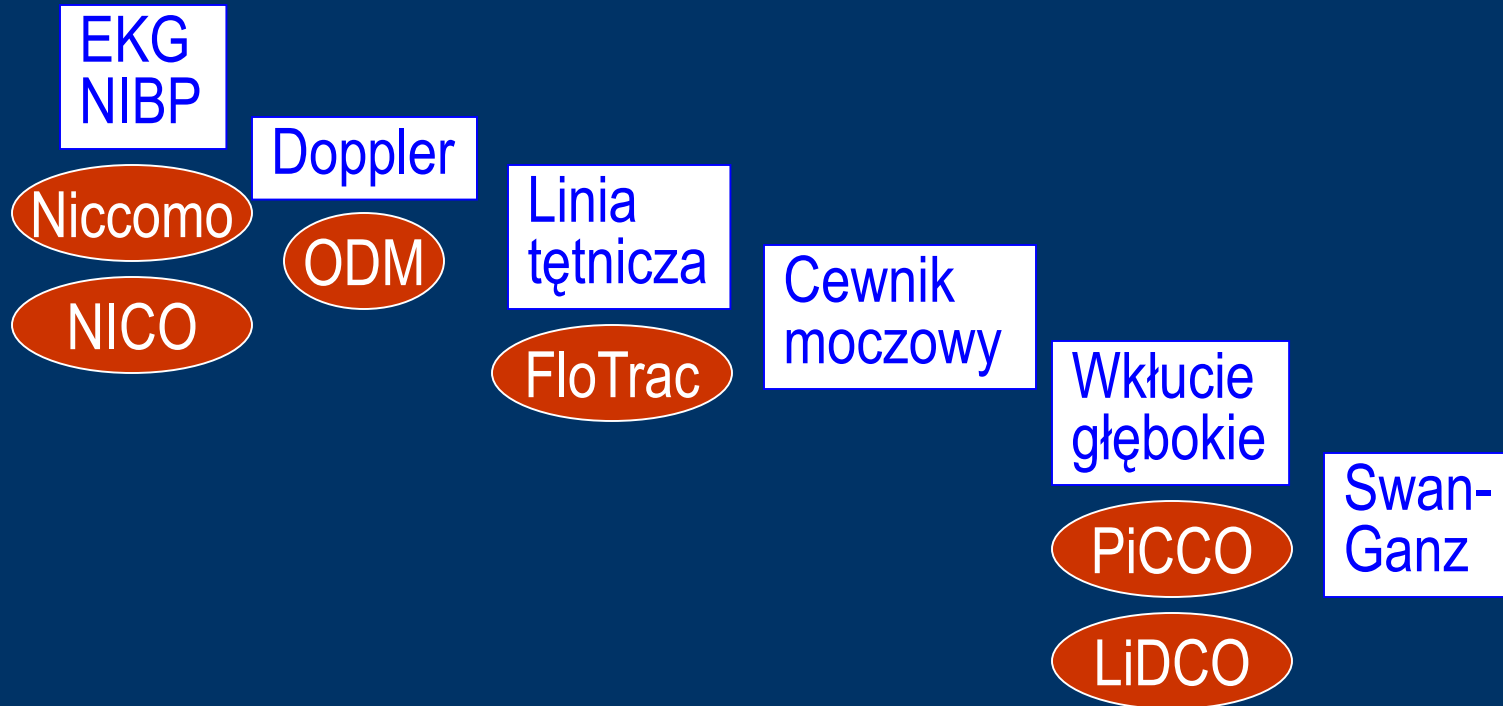 EKG
NIBP
Niccomo
NICO
Doppler
ODM
Linia
tętnicza
FloTrac
Cewnik
moczowy
Wkłucie
głębokie
PiCCO
LiDCO
Swan-
Ganz